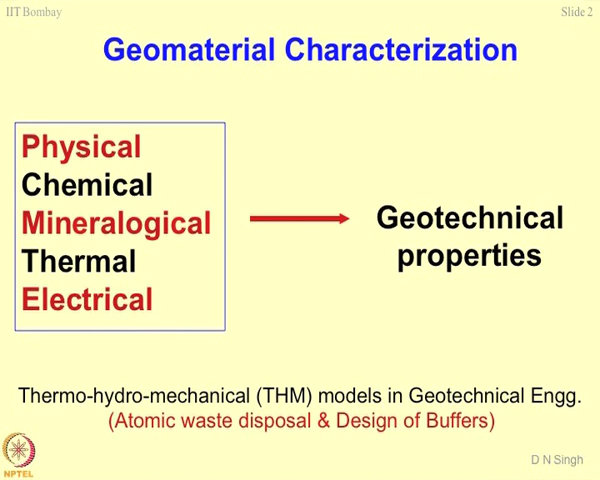 IIT Bombay
Slide 2
Geomaterial Characterization
Physical
Chemical
Mineralogical
Thermal
Electrical
Geotechnical
properties
Thermo-hydro-mechanical (THM) models in Geotechnical Engg.
(Atomic waste disposal & Design of Buffers)
NPTEL
D N Singh